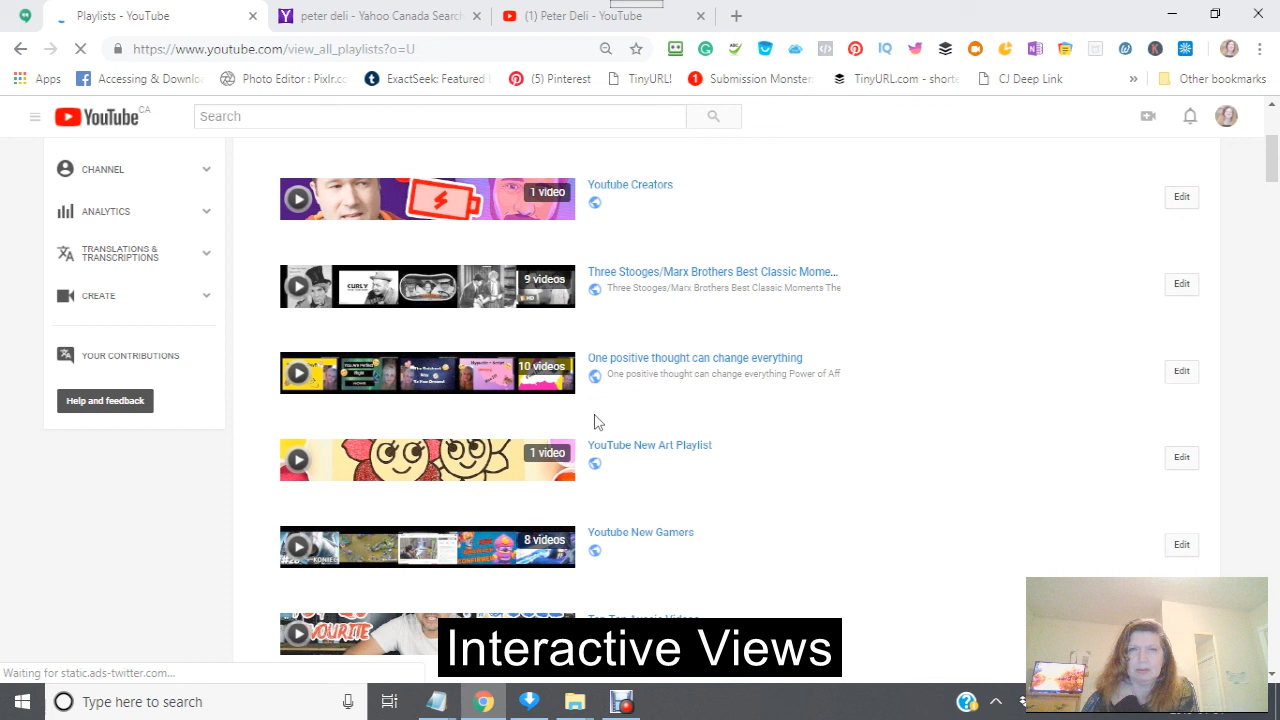 Playlists - YouTube
peter deli - Yahoo Canada Searc
(1) Peter Deli - YouTube
https://www.youtube.com/view_all_playlists?o=U
Apps
Accessing & Downlo
Photo Editor : Pixlr.co
ExactSeek: Featured
(5) Pinterest
TinyURL!
Submission Monster
TinyURL.com - shorte
CJ Deep Link
Other bookmarks
YouTube CA
Search
CHANNEL
ANALYTICS
TRANSLATIONS &
TRANSCRIPTIONS
CREATE
YOUR CONTRIBUTIONS
Help and feedback
1 video
Youtube Creators
Edit
CURLY
9 videos
Three Stooges/Marx Brothers Best Classic Mome...
Three Stooges/Marx Brothers Best Classic Moments The
Edit
10 videos
One positive thought can change everything
One positive thought can change everything Power of Aff
Edit
1 video
YouTube New Art Playlist
Edit
8 videos
Youtube New Gamers
Edit
Interactive Views
Waiting for static.ads-twitter.com...
Type here to search